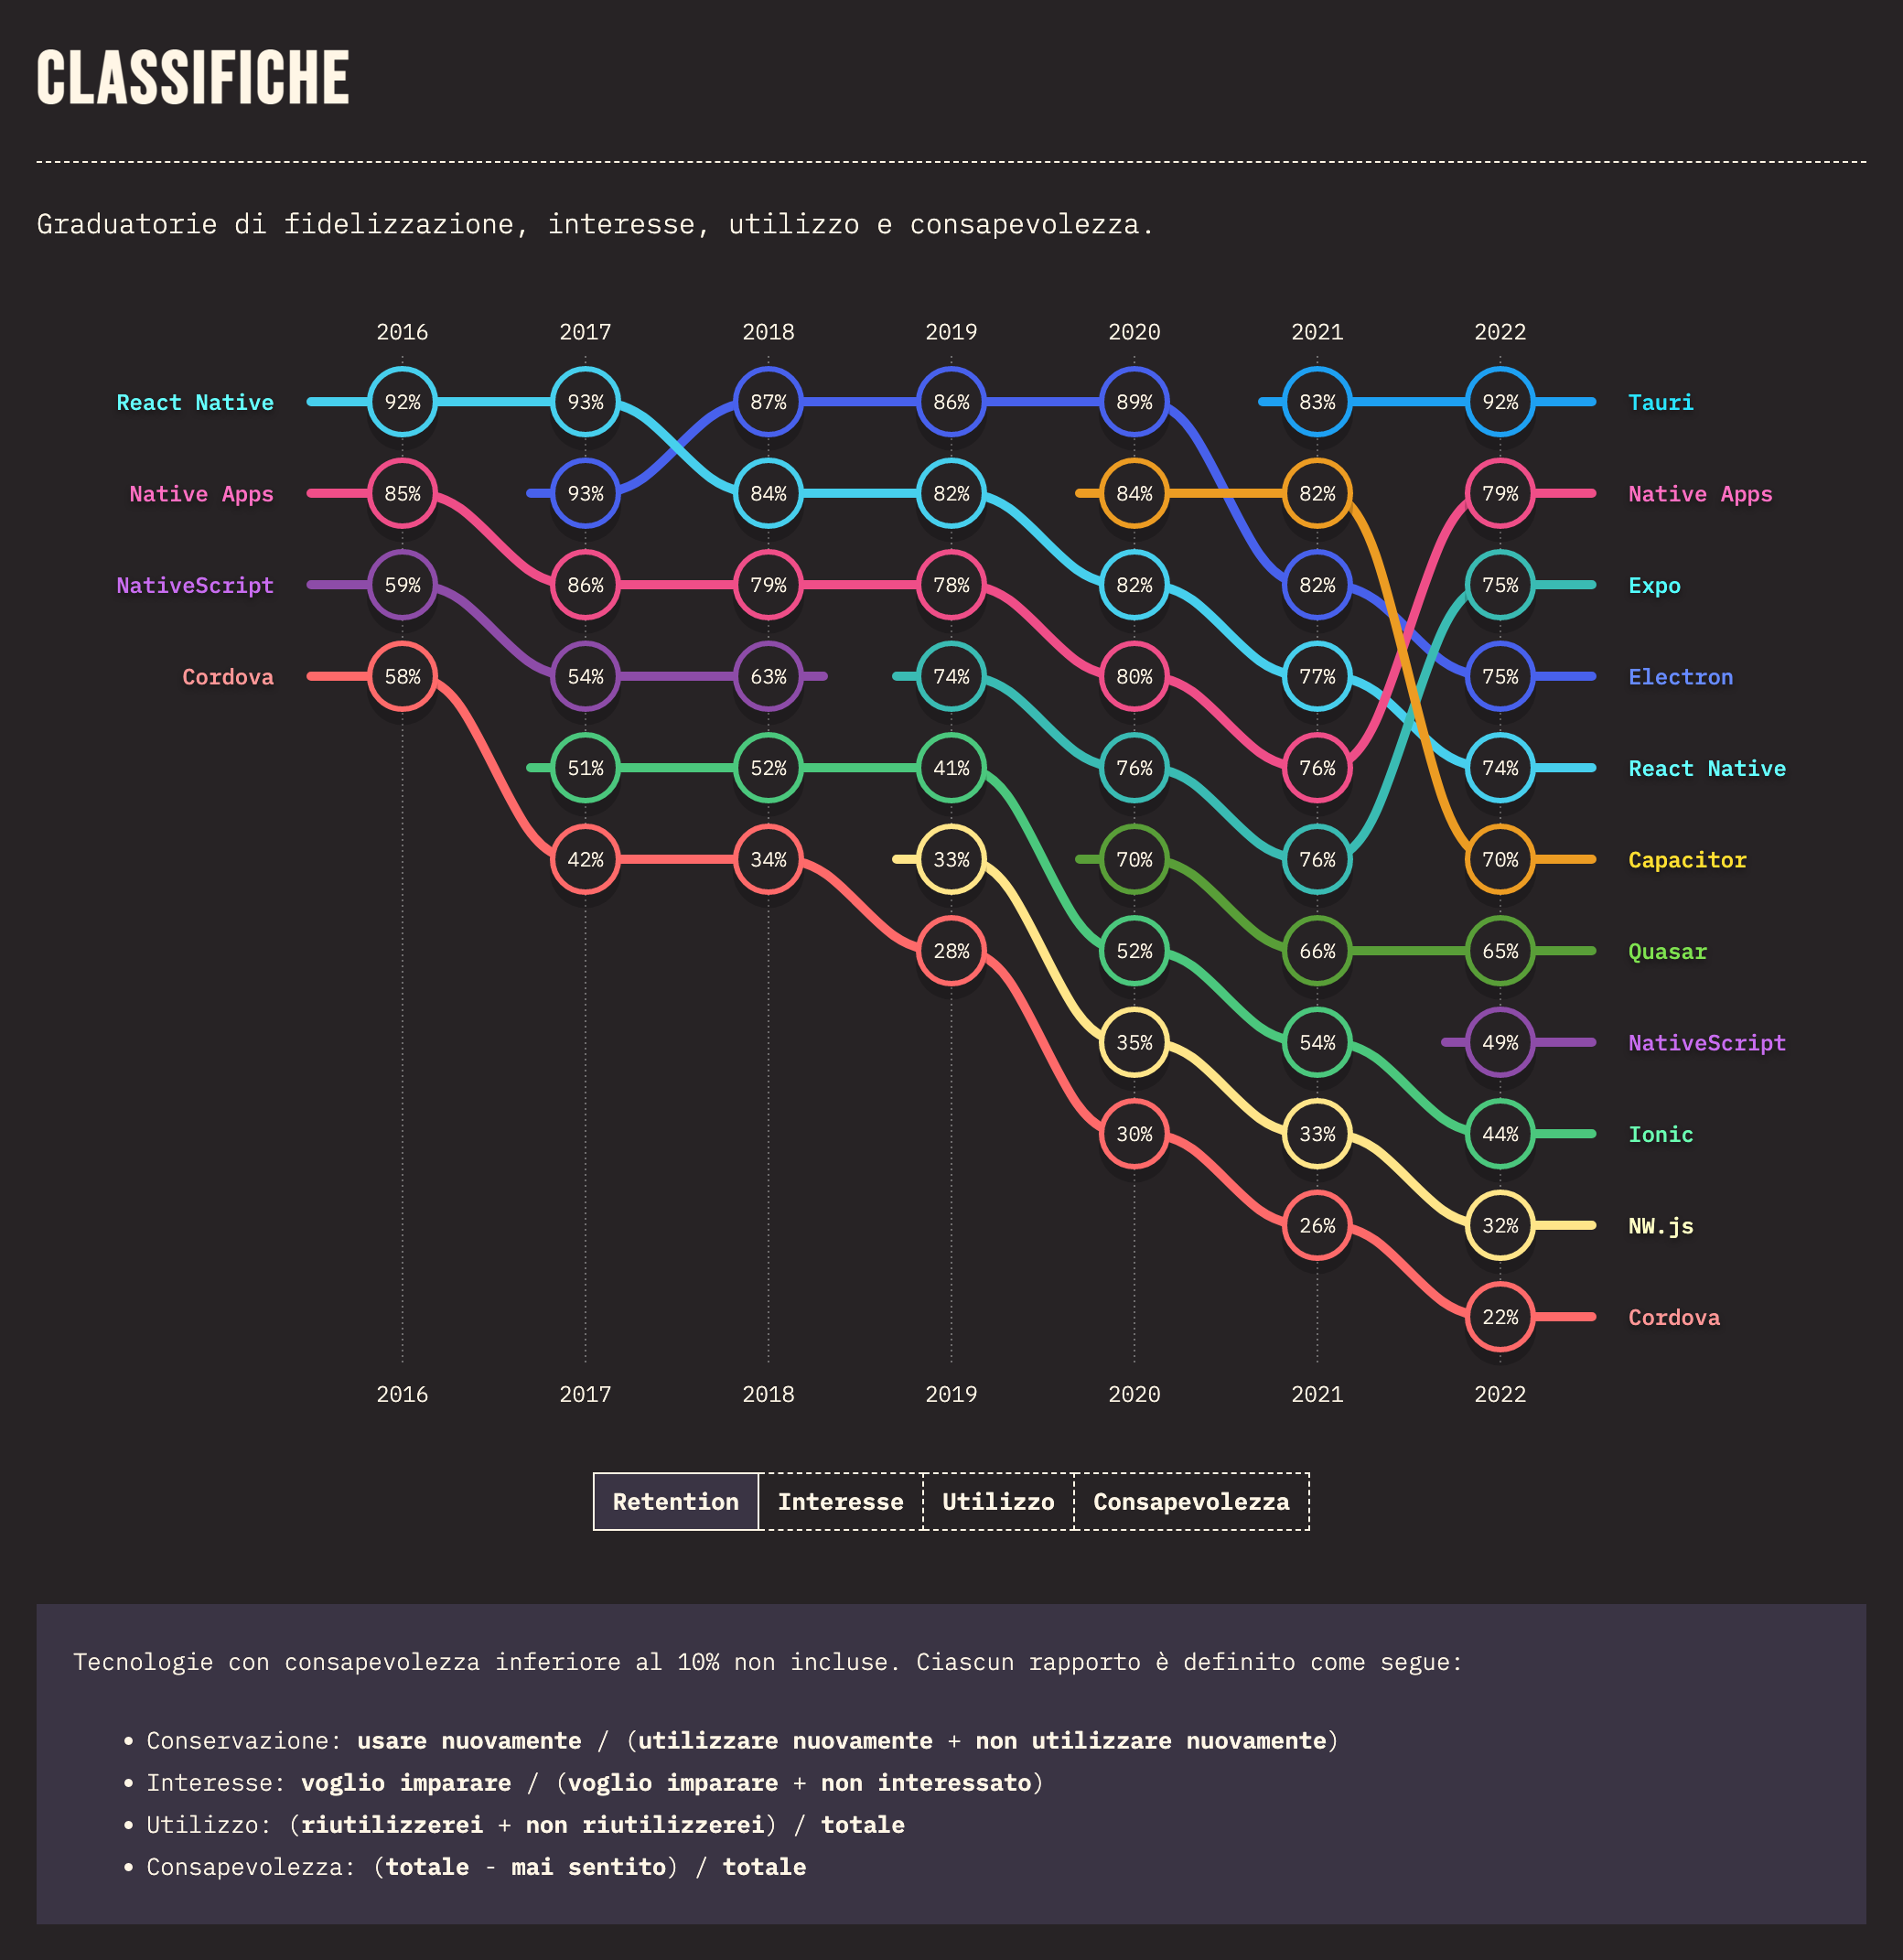 CLASSIFICHE
Graduatorie di fidelizzazione, interesse, utilizzo e consapevolezza.
2016 2017 2018 2019 2020 2021 2022
React Native 92% 93% 87% 86% 89% 83% 92% Tauri
Native Apps 85% 93% 84% 82% 84% 82% 79% Native Apps
NativeScript 59% 86% 79% 78% 82% 82% 75% Expo
Cordova 58% 54% 63% 74% 80% 77% 75% Electron
51% 52% 41% 76% 76% 74% React Native
42% 34% 33% 70% 76% 70% Capacitor
28% 52% 66% 65% Quasar
35% 54% 49% NativeScript
30% 33% 44% Ionic
26% 32% NW.js
22% Cordova
2016 2017 2018 2019 2020 2021 2022
Retention Interesse Utilizzo Consapevolezza
Tecnologie con consapevolezza inferiore al 10% non incluse. Ciascun rapporto è definito come segue:
• Conservazione: usare nuovamente / (utilizzare nuovamente + non utilizzare nuovamente)
• Interesse: voglio imparare / (voglio imparare + non interessato)
• Utilizzo: (riutilizzerei + non riutilizzerei) / totale
• Consapevolezza: (totale - mai sentito) / totale